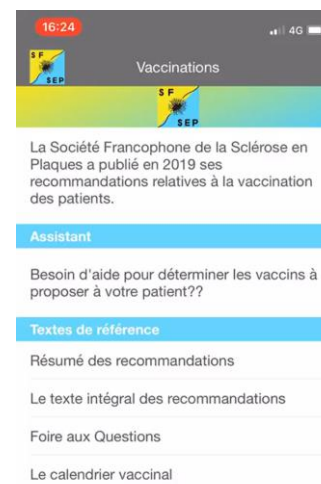 16:24
4G
S F
SEP
Vaccinations
S F
SEP
La Société Francophone de la Sclérose en
Plaques a publié en 2019 ses
recommandations relatives à la vaccination
des patients.
Assistant
Besoin d'aide pour déterminer les vaccins à
proposer à votre patient??
Textes de référence
Résumé des recommandations
Le texte intégral des recommandations
Foire aux Questions
Le calendrier vaccinal